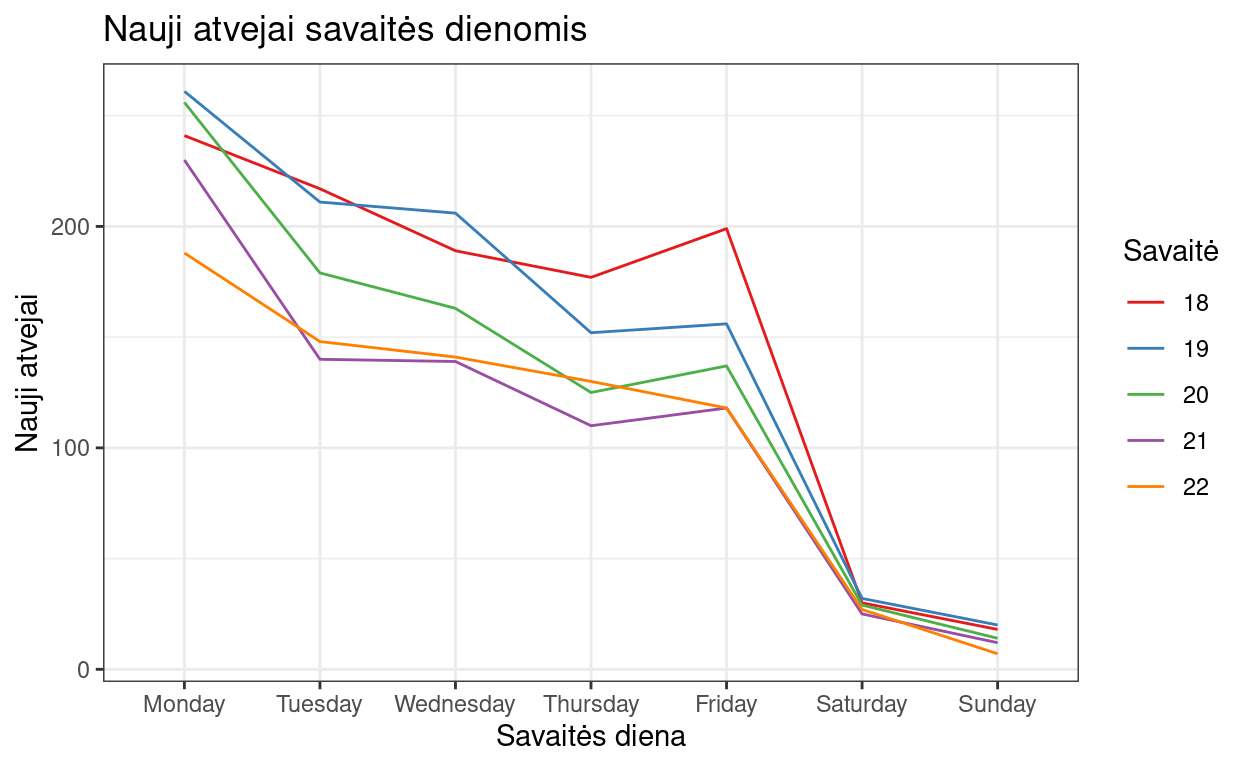 Nauji atvejai savaitės dienomis
Nauji atvejai
200
100
0
Monday Tuesday Wednesday Thursday Friday Saturday Sunday
Savaitės diena
Savaitė
18
19
20
21
22